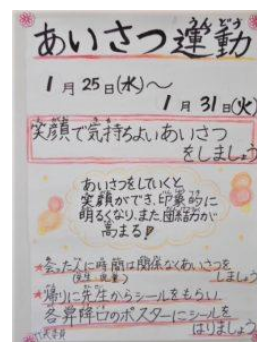 あいさつ運動
うんどう
1月25日(水)～
1月31日(火)
笑顔で気持ちよいあいさつ
をしましょう
あいさつをしていくと
笑顔ができ、印象的に
明るくなり、また団結力が
高まる!
★会った人に時間は関係なくあいさつを
しましょう
★帰りに先生からシールをもらい
各昇降口のポスターにシールを
はりましょう